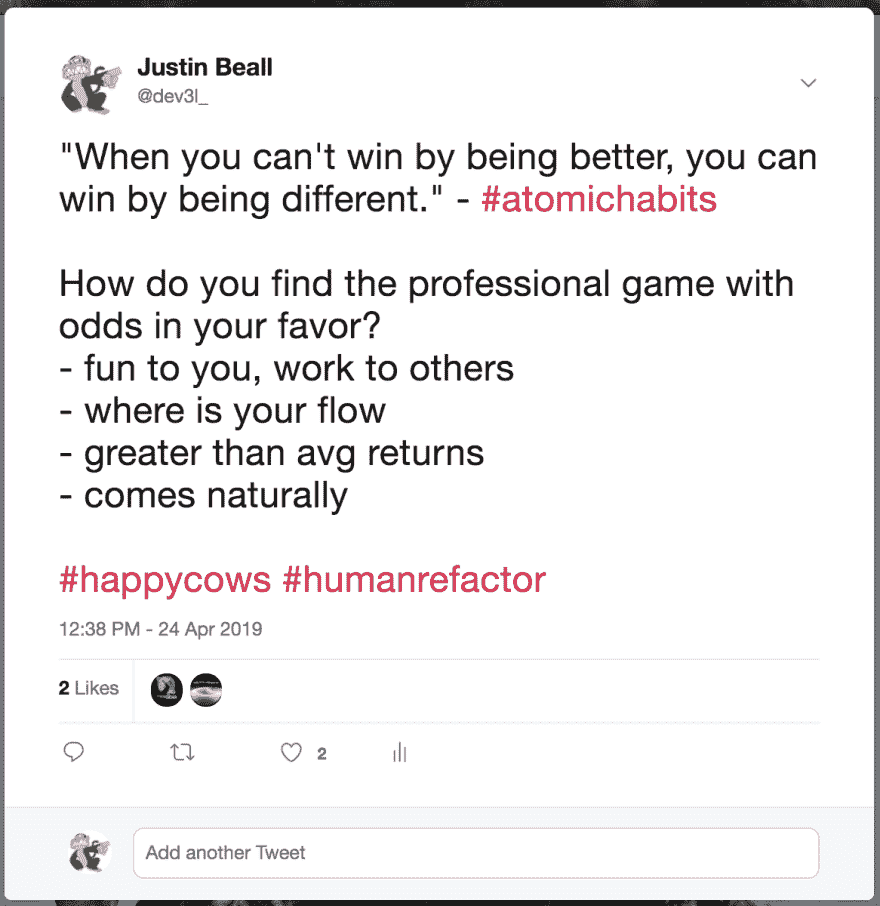 Justin Beall
@dev3l_
"When you can't win by being better, you can
win by being different." - #atomichabits
How do you find the professional game with
odds in your favor?
- fun to you, work to others
- where is your flow
- greater than avg returns
- comes naturally
#happycows #humanrefactor
12:38 PM - 24 Apr 2019
2 Likes
2
Add another Tweet